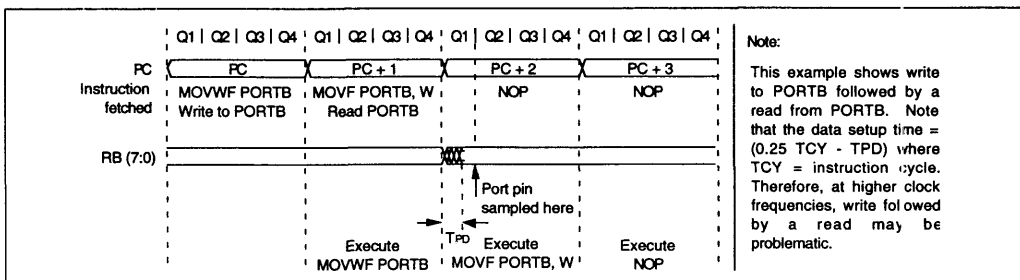 Q1 | Q2 | Q3 | Q4 Q1 | Q2 | Q3 | Q4 Q1 | Q2 | Q3 | Q4 Q1 | Q2 | Q3 | Q4
PC PC PC + 1 PC + 2 PC + 3
Instruction fetched
MOVWF PORTB
Write to PORTB
MOVF PORTB, W
Read PORTB
NOP
NOP
RB (7:0)
Port pin
sampled here
TPD
Execute
MOVWF PORTB
Execute
MOVF PORTB, W
Execute
NOP
Note:
This example shows write
to PORTB followed by a
read from PORTB. Note
that the data setup time =
(0.25 TCY - TPD) where
TCY = instruction cycle.
Therefore, at higher clock
frequencies, write followed
by a read may be
problematic.